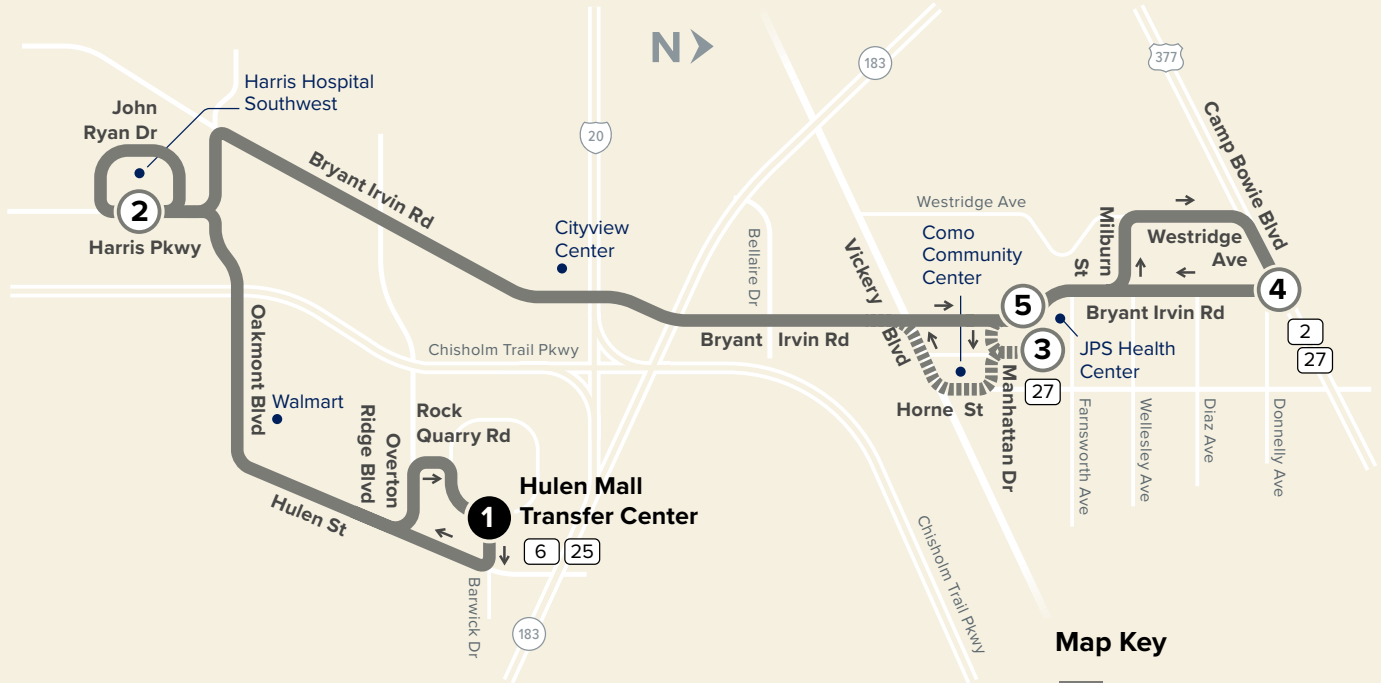 N
183
377
20
Harris Hospital
Southwest
John
Ryan Dr
2
Harris Pkwy
Bryant Irvin Rd
Cityview
Center
Bellaire Dr
Westridge Ave
Como
Community
Center
Vickery
Blvd
Milburn
St
Camp Bowie Blvd
Westridge
Ave
5
4
Bryant Irvin Rd
Bryant Irvin Rd
3
JPS Health
Center
2
27
27
Manhattan Dr
Horne St
Chisholm Trail Pkwy
Oakmont Blvd
Walmart
Rock
Quarry Rd
Overton
Ridge Blvd
Hulen St
1
Hulen Mall
Transfer Center
6
25
Barwick Dr
183
Chisholm Trail Pkwy
Farnsworth Ave
Wellesley Ave
Diaz Ave
Donnelly Ave
Map Key